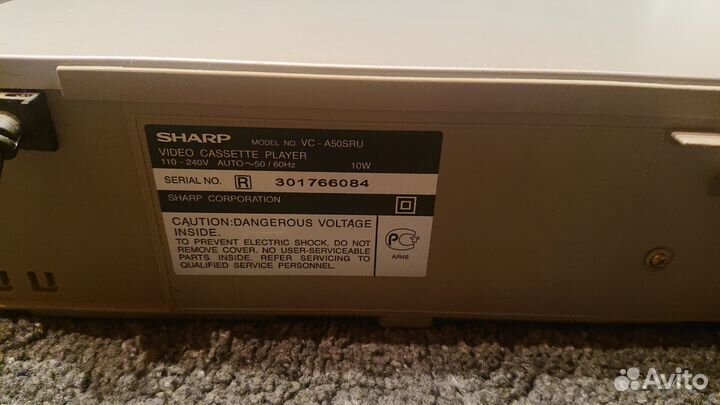 SHARP MODEL NO. VC - A50SRU
VIDEO CASSETTE PLAYER
110 - 240V AUTO ~ 50 / 60Hz 10W
SERIAL NO. R 301766084
SHARP CORPORATION
CAUTION:DANGEROUS VOLTAGE
INSIDE.
TO PREVENT ELECTRIC SHOCK, DO NOT
REMOVE COVER. NO USER-SERVICEABLE
PARTS INSIDE. REFER SERVICING TO
QUALIFIED SERVICE PERSONNEL.
РСТ
АЯ46
Avito